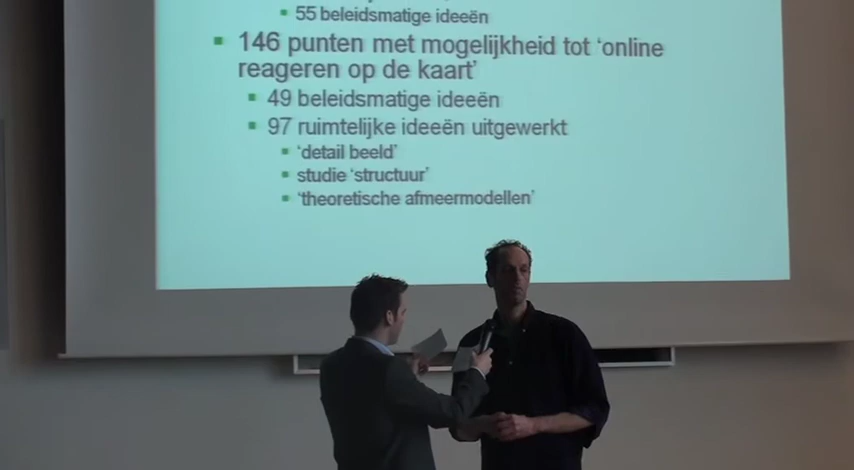 55 beleidsmatige ideeën
146 punten met mogelijkheid tot ‘online
reageren op de kaart’
49 beleidsmatige ideeën
97 ruimtelijke ideeën uitgewerkt
‘detail beeld’
studie ‘structuur’
‘theoretische afmeermodellen’